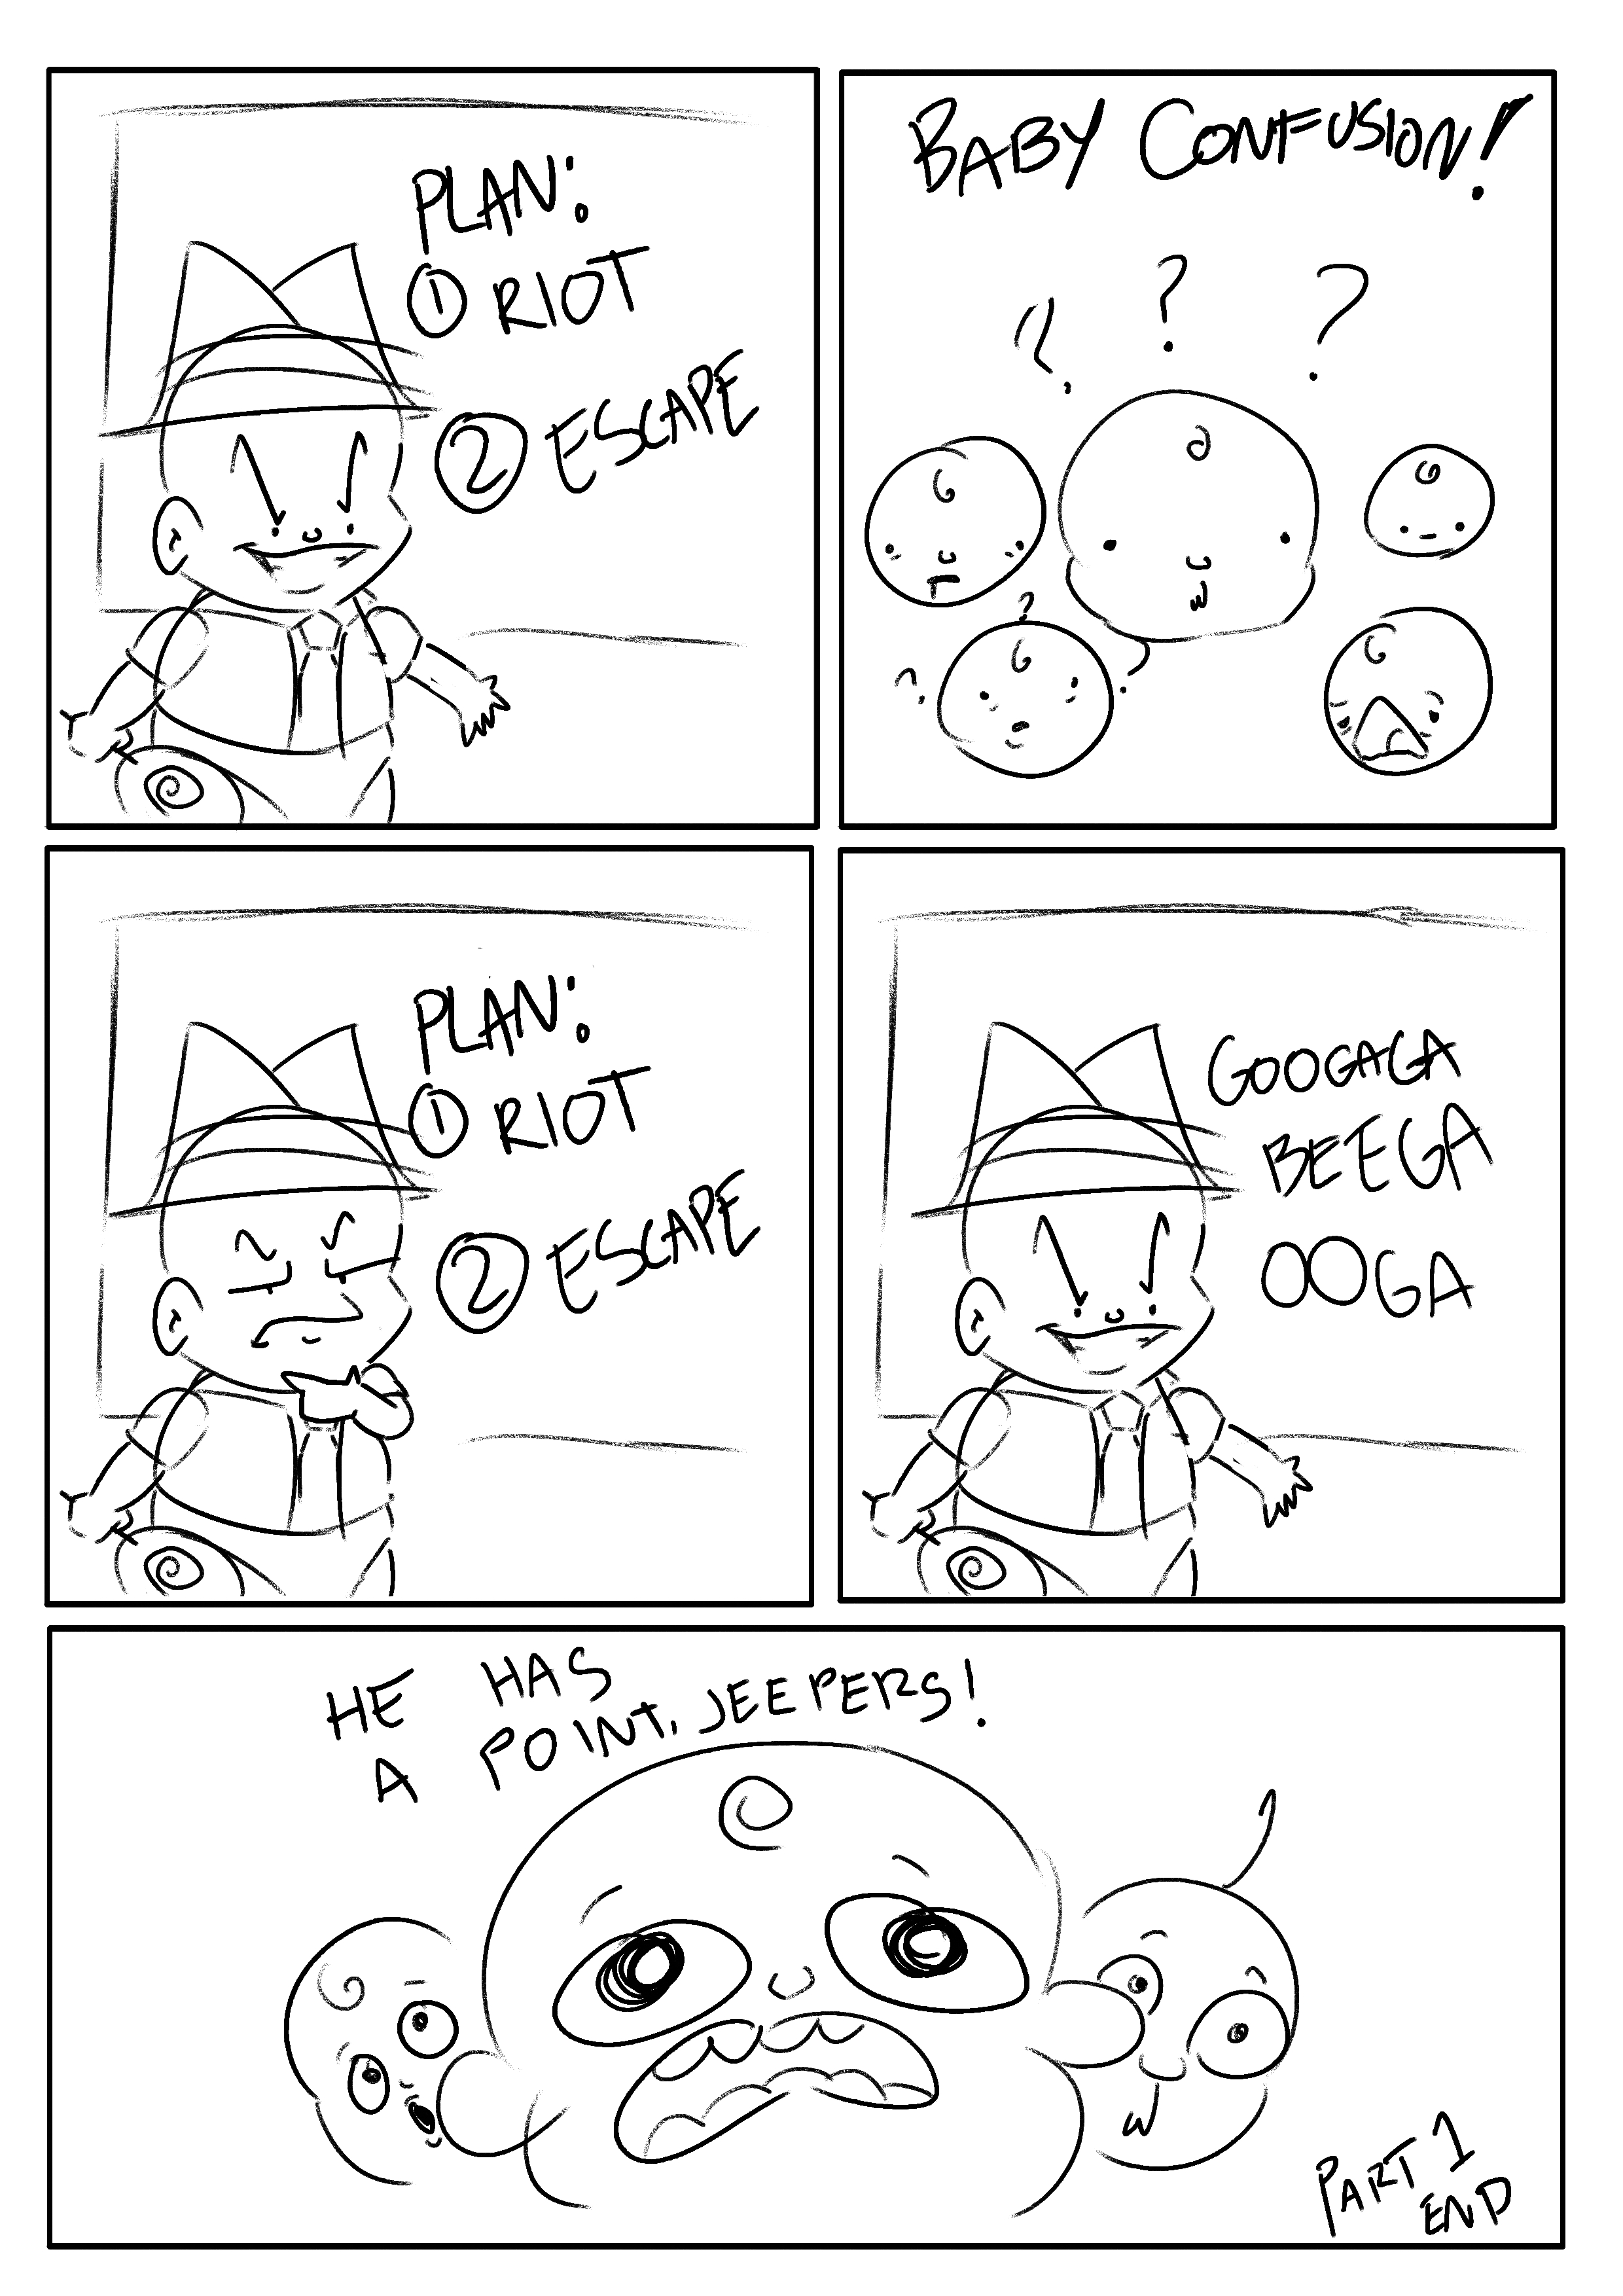 PLAN:
① RIOT
② ESCAPE
BABY CONFUSION!
? ? ?
?
? ?
PLAN:
① RIOT
② ESCAPE
GOOGAGA
BEEGA
OOGA
HE HAS
A POINT, JEEPERS!
PART 1
END